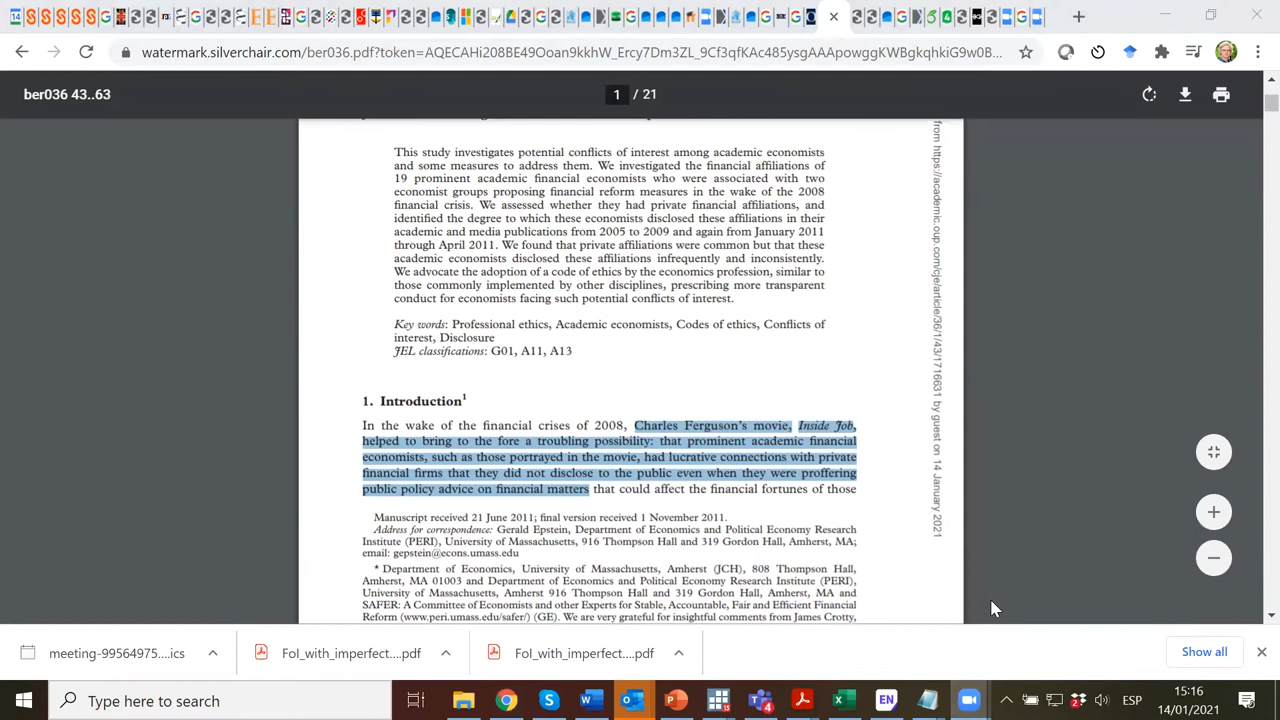 watermark.silverchair.com/ber036.pdf?token=AQECAHi208BE49Ooan9kkhW_Ercy7Dm3ZL_9Cf3qfKAc485ysgAAApowggKWBgkqhkiG9w0B...
ber036 43..63
1 / 21
This study investigates potential conflicts of interest among academic economists
and some measures to address them. We investigated the financial affiliations of
19 prominent academic financial economists who were associated with two
economist groups proposing financial reform measures in the wake of the 2008
financial crisis. We assessed whether they had private financial affiliations, and
identified the degree to which these economists disclosed these affiliations in their
academic and media publications from 2005 to 2009 and again from January 2011
through April 2011. We found that private affiliations were common but that these
academic economists disclosed these affiliations infrequently and inconsistently.
We advocate the adoption of a code of ethics by the economics profession, similar to
those commonly implemented by other disciplines, prescribing more transparent
conduct for economists facing such potential conflicts of interest.
Key words: Professional ethics, Academic economists, Codes of ethics, Conflicts of
interest, Disclosure
JEL classifications: G01, A11, A13
1. Introduction1
In the wake of the financial crises of 2008, Charles Ferguson's movie, Inside Job,
helped to bring to the fore a troubling possibility: that prominent academic financial
economists, such as those portrayed in the movie, had lucrative connections with private
financial firms that they did not disclose to the public even when they were proffering
public policy advice on financial matters that could affect the financial fortunes of those
Manuscript received 21 June 2011; final version received 1 November 2011.
Address for correspondence: Gerald Epstein, Department of Economics and Political Economy Research
Institute (PERI), University of Massachusetts, 916 Thompson Hall and 319 Gordon Hall, Amherst, MA;
email: gepstein@econs.umass.edu
* Department of Economics, University of Massachusetts, Amherst (JCH), 808 Thompson Hall,
Amherst, MA 01003 and Department of Economics and Political Economy Research Institute (PERI),
University of Massachusetts, Amherst 916 Thompson Hall and 319 Gordon Hall, Amherst, MA and
SAFER: A Committee of Economists and other Experts for Stable, Accountable, Fair and Efficient Financial
Reform (www.peri.umass.edu/safer/) (GE). We are very grateful for insightful comments from James Crotty,
from https://academic.oup.com/cje/article/36/1/43/1716631 by guest on 14 January 2021
meeting-99564975....ics
FoI_with_imperfect....pdf
FoI_with_imperfect....pdf
Show all
Type here to search
EN
ESP
15:16
14/01/2021